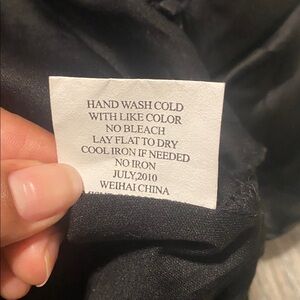 HAND WASH COLD
WITH LIKE COLOR
NO BLEACH
LAY FLAT TO DRY
COOL IRON IF NEEDED
NO IRON
JULY,2010
WEIHAI CHINA